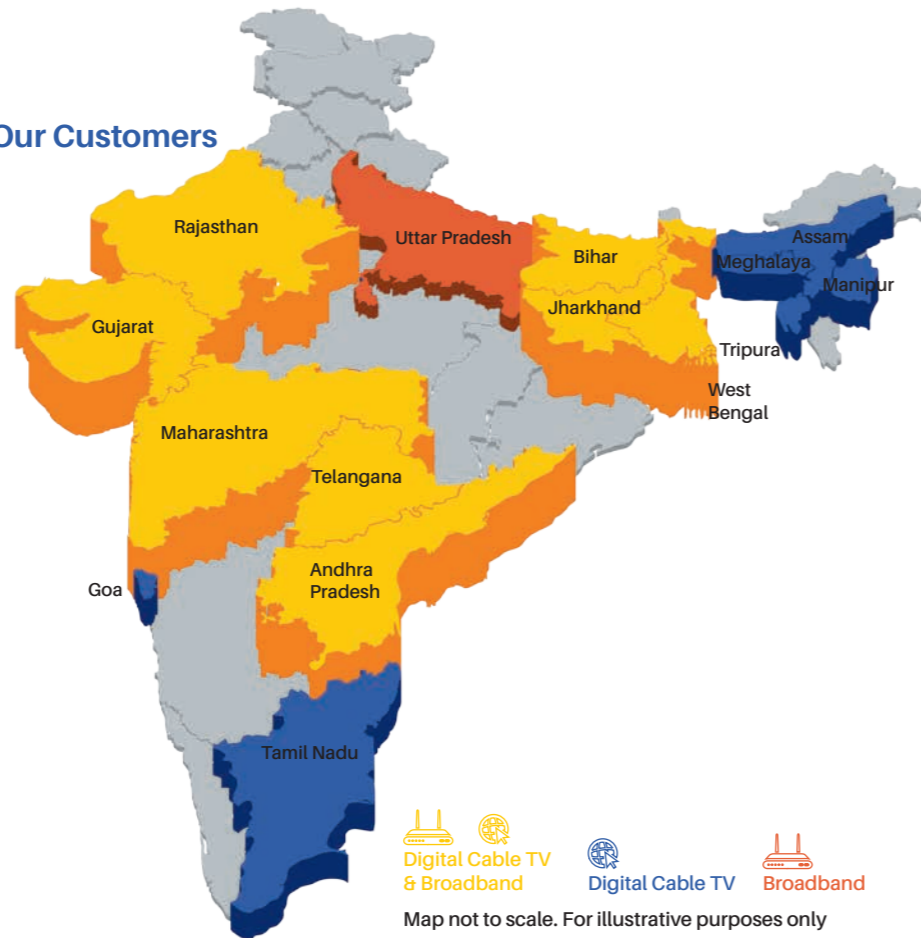 Our Customers
Rajasthan
Uttar Pradesh
Bihar
Assam
Meghalaya
Manipur
Gujarat
Jharkhand
Tripura
West
Bengal
Maharashtra
Telangana
Andhra
Pradesh
Goa
Tamil Nadu
Digital Cable TV
& Broadband
Digital Cable TV
Broadband
Map not to scale. For illustrative purposes only